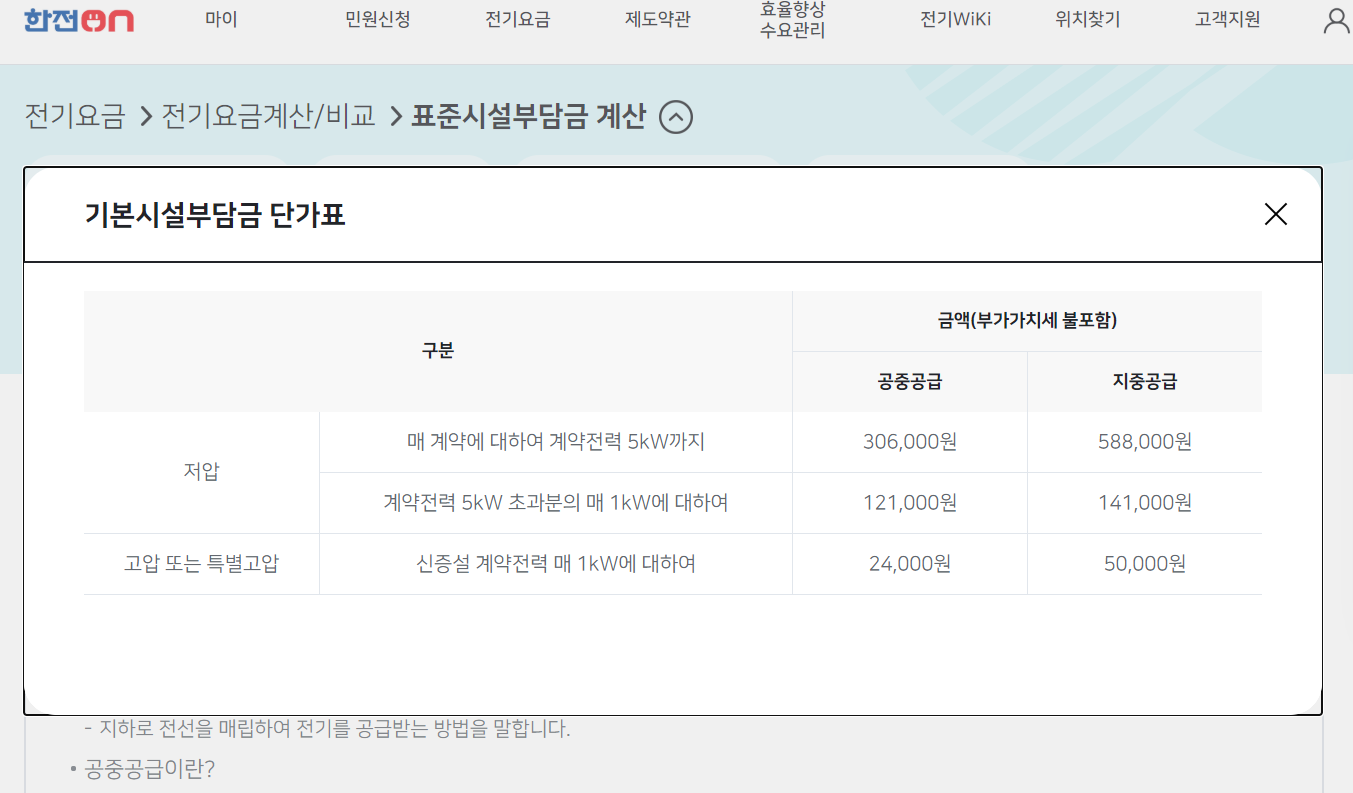 한전ON
마이
민원신청
전기요금
제도약관
효율향상
수요관리
전기WiKi
위치찾기
고객지원
전기요금 > 전기요금계산/비교 > 표준시설부담금 계산
기본시설부담금 단가표
구분
금액(부가가치세 불포함)
공중공급 지중공급
저압
매 계약에 대하여 계약전력 5kW까지 306,000원 588,000원
계약전력 5kW 초과분의 매 1kW에 대하여 121,000원 141,000원
고압 또는 특별고압 신증설 계약전력 매 1kW에 대하여 24,000원 50,000원
- 지하로 전선을 매립하여 전기를 공급받는 방법을 말합니다.
• 공중공급이란?